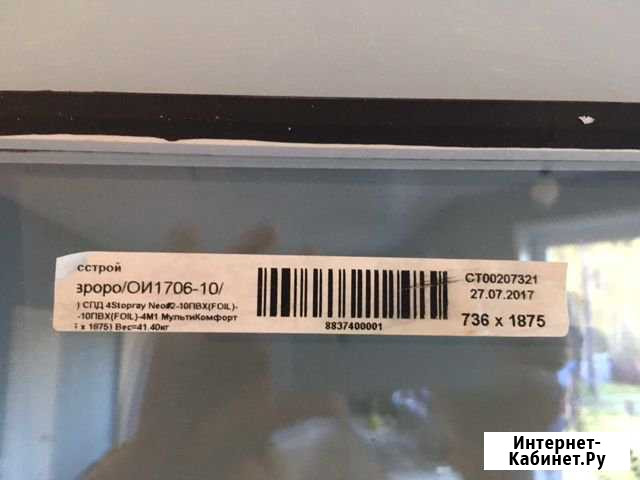 сстрой
вроро/ОИ1706-10/
) СПД 4Stopray Neo#2-10ПВХ(FOIL)-
-10ПВХ(FOIL)-4М1 МультиКомфорт
х 1875) Вес=41.40кг
8837400001
СТ00207321
27.07.2017
736 х 1875
Интернет-
Кабинет.Ру